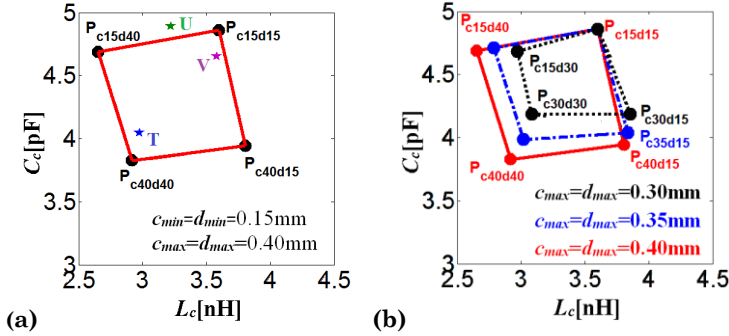 5
4.5
4
3.5
3
5
C_c[pF]
P_c15d40
U
P_c15d15
V
T
P_c40d40
P_c40d15
c_min=d_min=0.15mm
c_max=d_max=0.40mm
2.5 3 3.5 4 4.5
L_c[nH]
(a)
5
4.5
4
3.5
3
5
C_c[pF]
P_c15d40
P_c15d15
P_c15d30
P_c30d30
P_c30d15
P_c35d15
P_c40d15
c_max=d_max=0.30mm
c_max=d_max=0.35mm
c_max=d_max=0.40mm
2.5 3 3.5 4 4.5
L_c[nH]
(b)